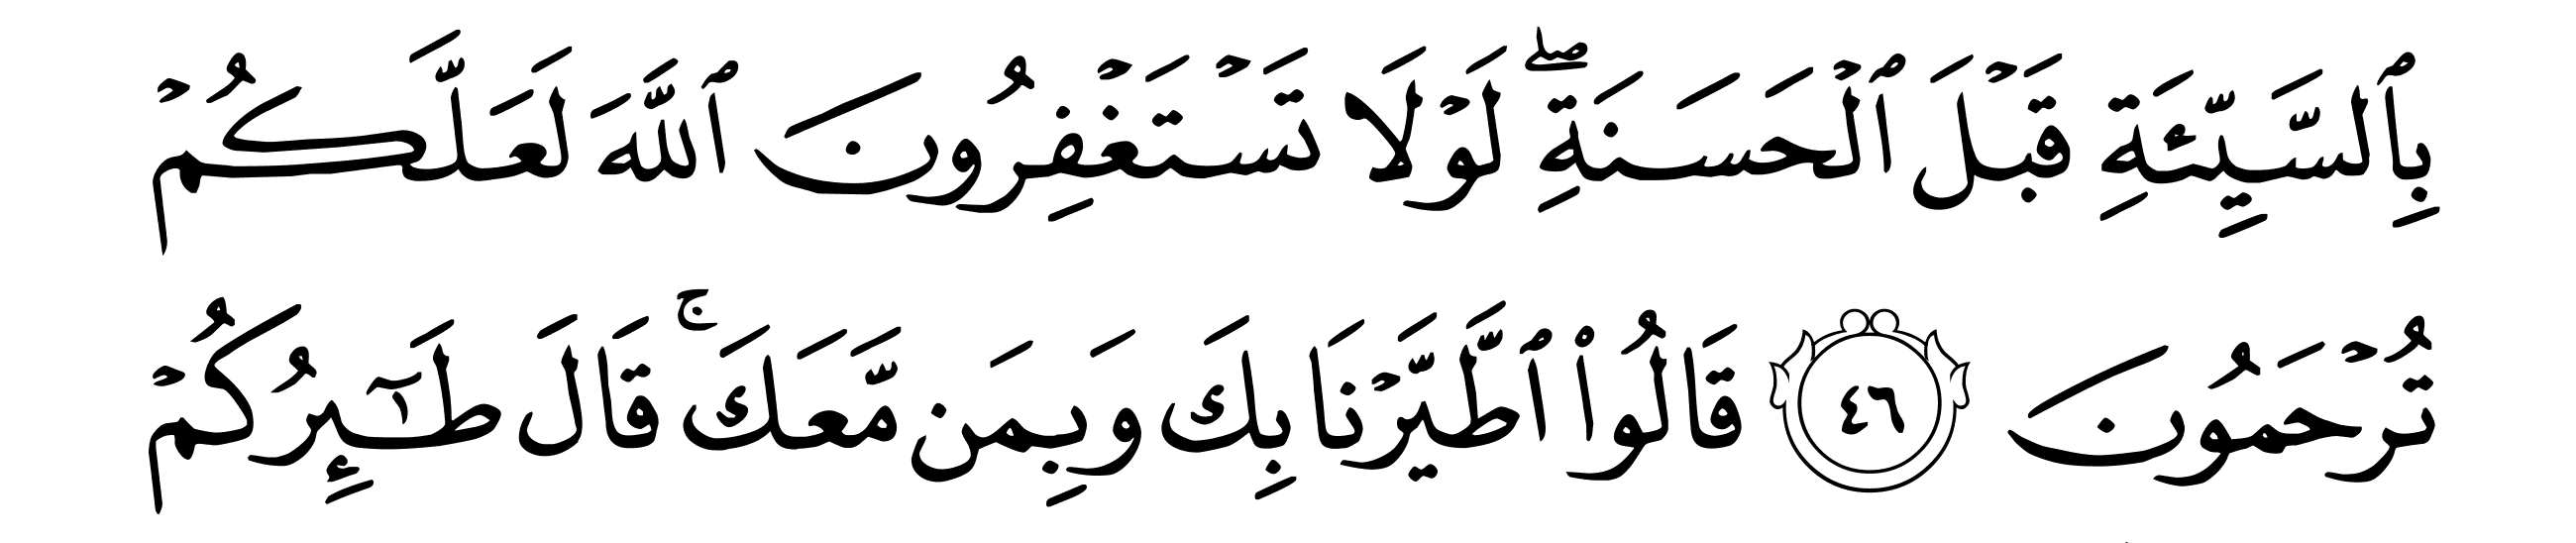 بِٱلسَّيِّئَةِ قَبۡلَ ٱلۡحَسَنَةِۖ لَوۡلَا تَسۡتَغۡفِرُونَ ٱللَّهَ لَعَلَّكُمۡ
تُرۡحَمُونَ ٤٦ قَالُواْ ٱطَّيَّرۡنَا بِكَ وَبِمَن مَّعَكَۚ قَالَ طَـٰٓئِرُكُمۡ